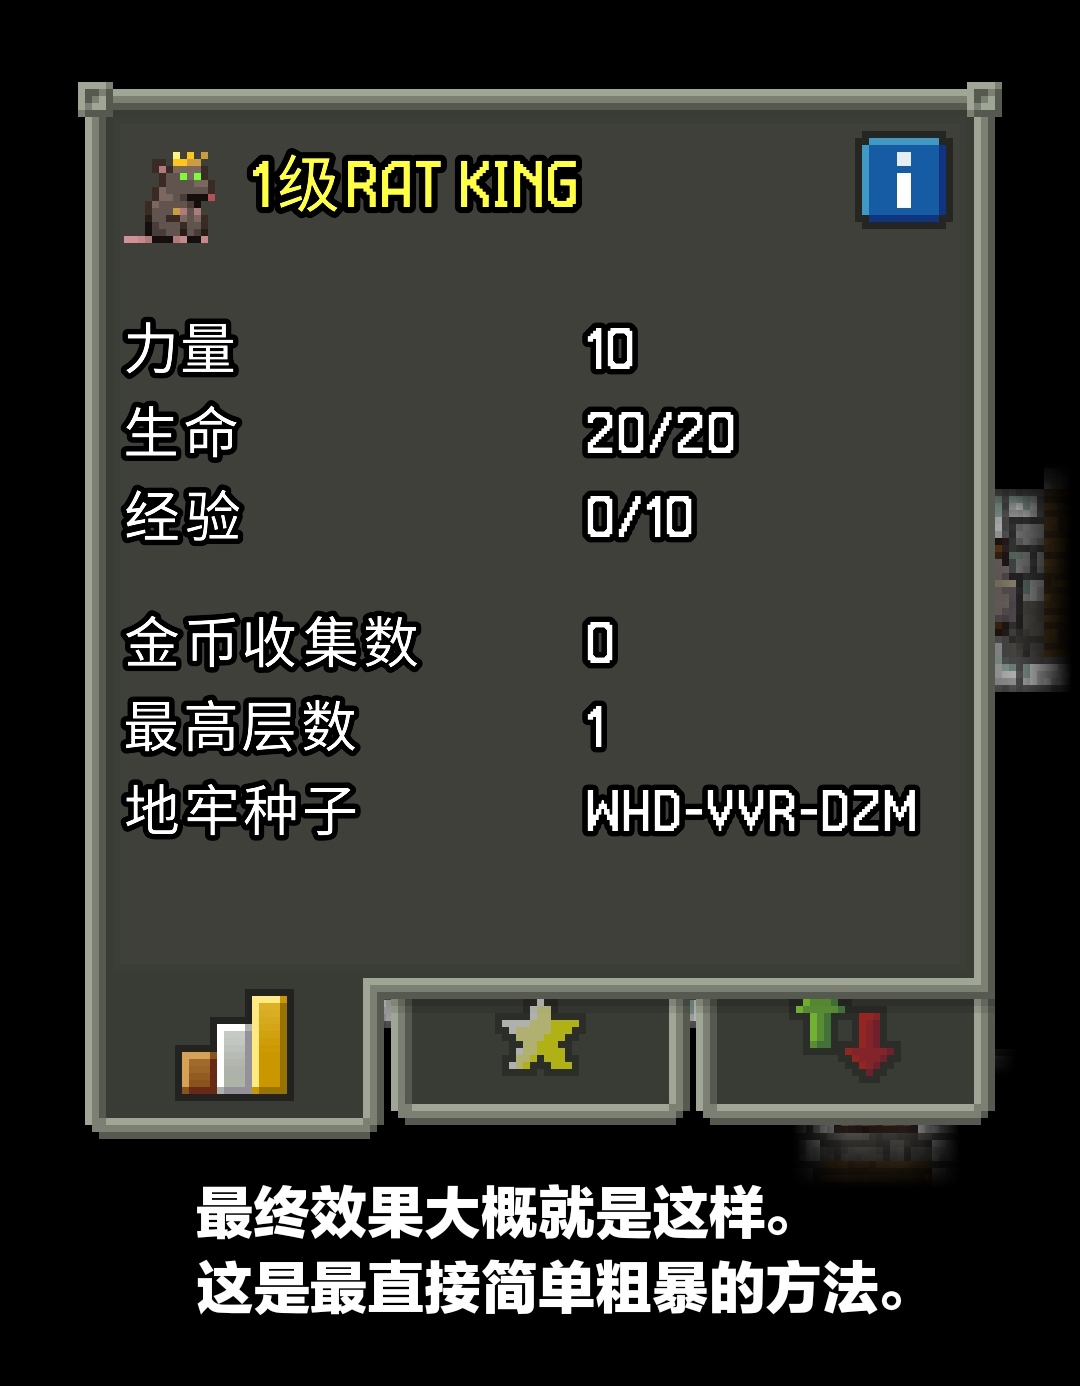 1级RAT KING
力量 10
生命 20/20
经验 0/10
金币收集数 0
最高层数 1
地牢种子 WHD-VVR-DZM
最终效果大概就是这样。
这是最直接简单粗暴的方法。